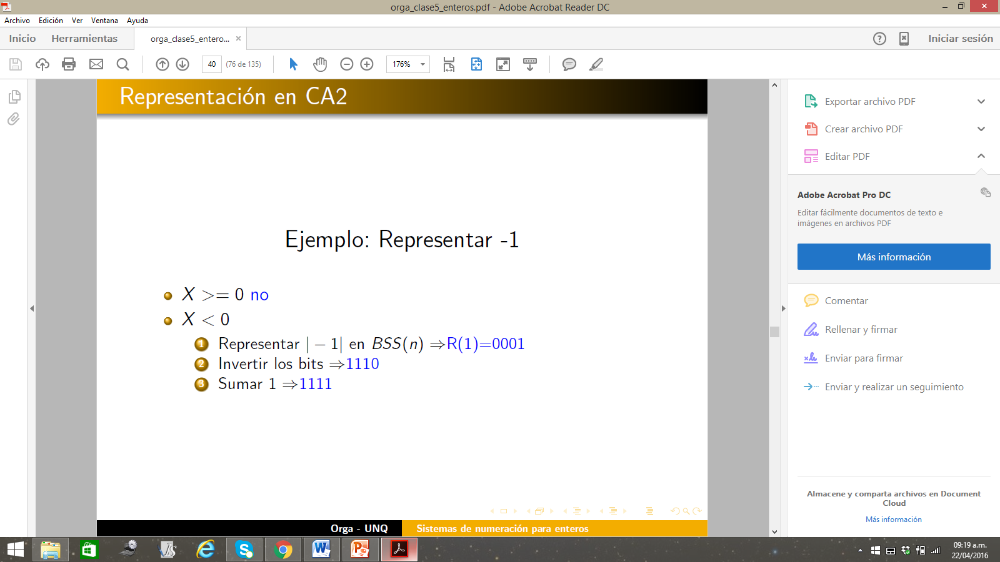 orga_clase5_enteros.pdf - Adobe Acrobat Reader DC
Archivo Edición Ver Ventana Ayuda
Inicio Herramientas orga_clase5_entero... × Iniciar sesión
40 (76 de 135) 176%
Representación en CA2
Ejemplo: Representar -1
X >= 0 no
X < 0
1 Representar | − 1| en BSS(n) ⇒R(1)=0001
2 Invertir los bits ⇒1110
3 Sumar 1 ⇒1111
Orga - UNQ Sistemas de numeración para enteros
Exportar archivo PDF
Crear archivo PDF
Editar PDF
Adobe Acrobat Pro DC
Editar fácilmente documentos de texto e
imágenes en archivos PDF
Más información
Comentar
Rellenar y firmar
Enviar para firmar
Enviar y realizar un seguimiento
Almacene y comparta archivos en Document
Cloud
Más información
09:19 a.m.
22/04/2016